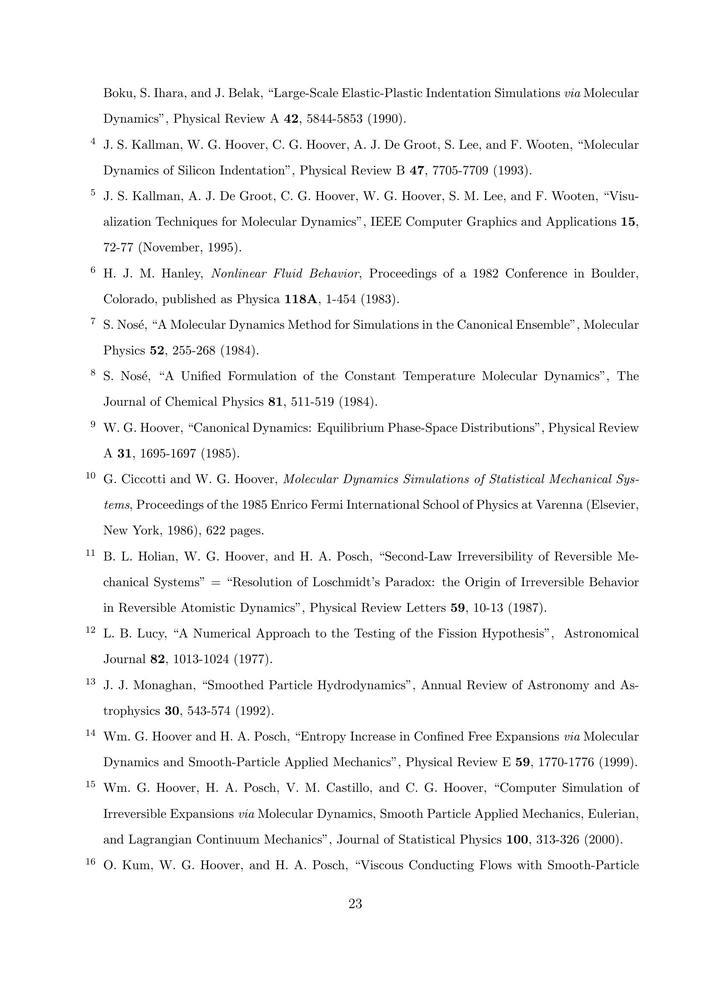 Boku, S. Ihara, and J. Belak, “Large-Scale Elastic-Plastic Indentation Simulations via Molecular
Dynamics”, Physical Review A 42, 5844-5853 (1990).
4 J. S. Kallman, W. G. Hoover, C. G. Hoover, A. J. De Groot, S. Lee, and F. Wooten, “Molecular
Dynamics of Silicon Indentation”, Physical Review B 47, 7705-7709 (1993).
5 J. S. Kallman, A. J. De Groot, C. G. Hoover, W. G. Hoover, S. M. Lee, and F. Wooten, “Visu-
alization Techniques for Molecular Dynamics”, IEEE Computer Graphics and Applications 15,
72-77 (November, 1995).
6 H. J. M. Hanley, Nonlinear Fluid Behavior, Proceedings of a 1982 Conference in Boulder,
Colorado, published as Physica 118A, 1-454 (1983).
7 S. Nosé, “A Molecular Dynamics Method for Simulations in the Canonical Ensemble”, Molecular
Physics 52, 255-268 (1984).
8 S. Nosé, “A Unified Formulation of the Constant Temperature Molecular Dynamics”, The
Journal of Chemical Physics 81, 511-519 (1984).
9 W. G. Hoover, “Canonical Dynamics: Equilibrium Phase-Space Distributions”, Physical Review
A 31, 1695-1697 (1985).
10 G. Ciccotti and W. G. Hoover, Molecular Dynamics Simulations of Statistical Mechanical Sys-
tems, Proceedings of the 1985 Enrico Fermi International School of Physics at Varenna (Elsevier,
New York, 1986), 622 pages.
11 B. L. Holian, W. G. Hoover, and H. A. Posch, “Second-Law Irreversibility of Reversible Me-
chanical Systems” = “Resolution of Loschmidt’s Paradox: the Origin of Irreversible Behavior
in Reversible Atomistic Dynamics”, Physical Review Letters 59, 10-13 (1987).
12 L. B. Lucy, “A Numerical Approach to the Testing of the Fission Hypothesis”, Astronomical
Journal 82, 1013-1024 (1977).
13 J. J. Monaghan, “Smoothed Particle Hydrodynamics”, Annual Review of Astronomy and As-
trophysics 30, 543-574 (1992).
14 Wm. G. Hoover and H. A. Posch, “Entropy Increase in Confined Free Expansions via Molecular
Dynamics and Smooth-Particle Applied Mechanics”, Physical Review E 59, 1770-1776 (1999).
15 Wm. G. Hoover, H. A. Posch, V. M. Castillo, and C. G. Hoover, “Computer Simulation of
Irreversible Expansions via Molecular Dynamics, Smooth Particle Applied Mechanics, Eulerian,
and Lagrangian Continuum Mechanics”, Journal of Statistical Physics 100, 313-326 (2000).
16 O. Kum, W. G. Hoover, and H. A. Posch, “Viscous Conducting Flows with Smooth-Particle
23